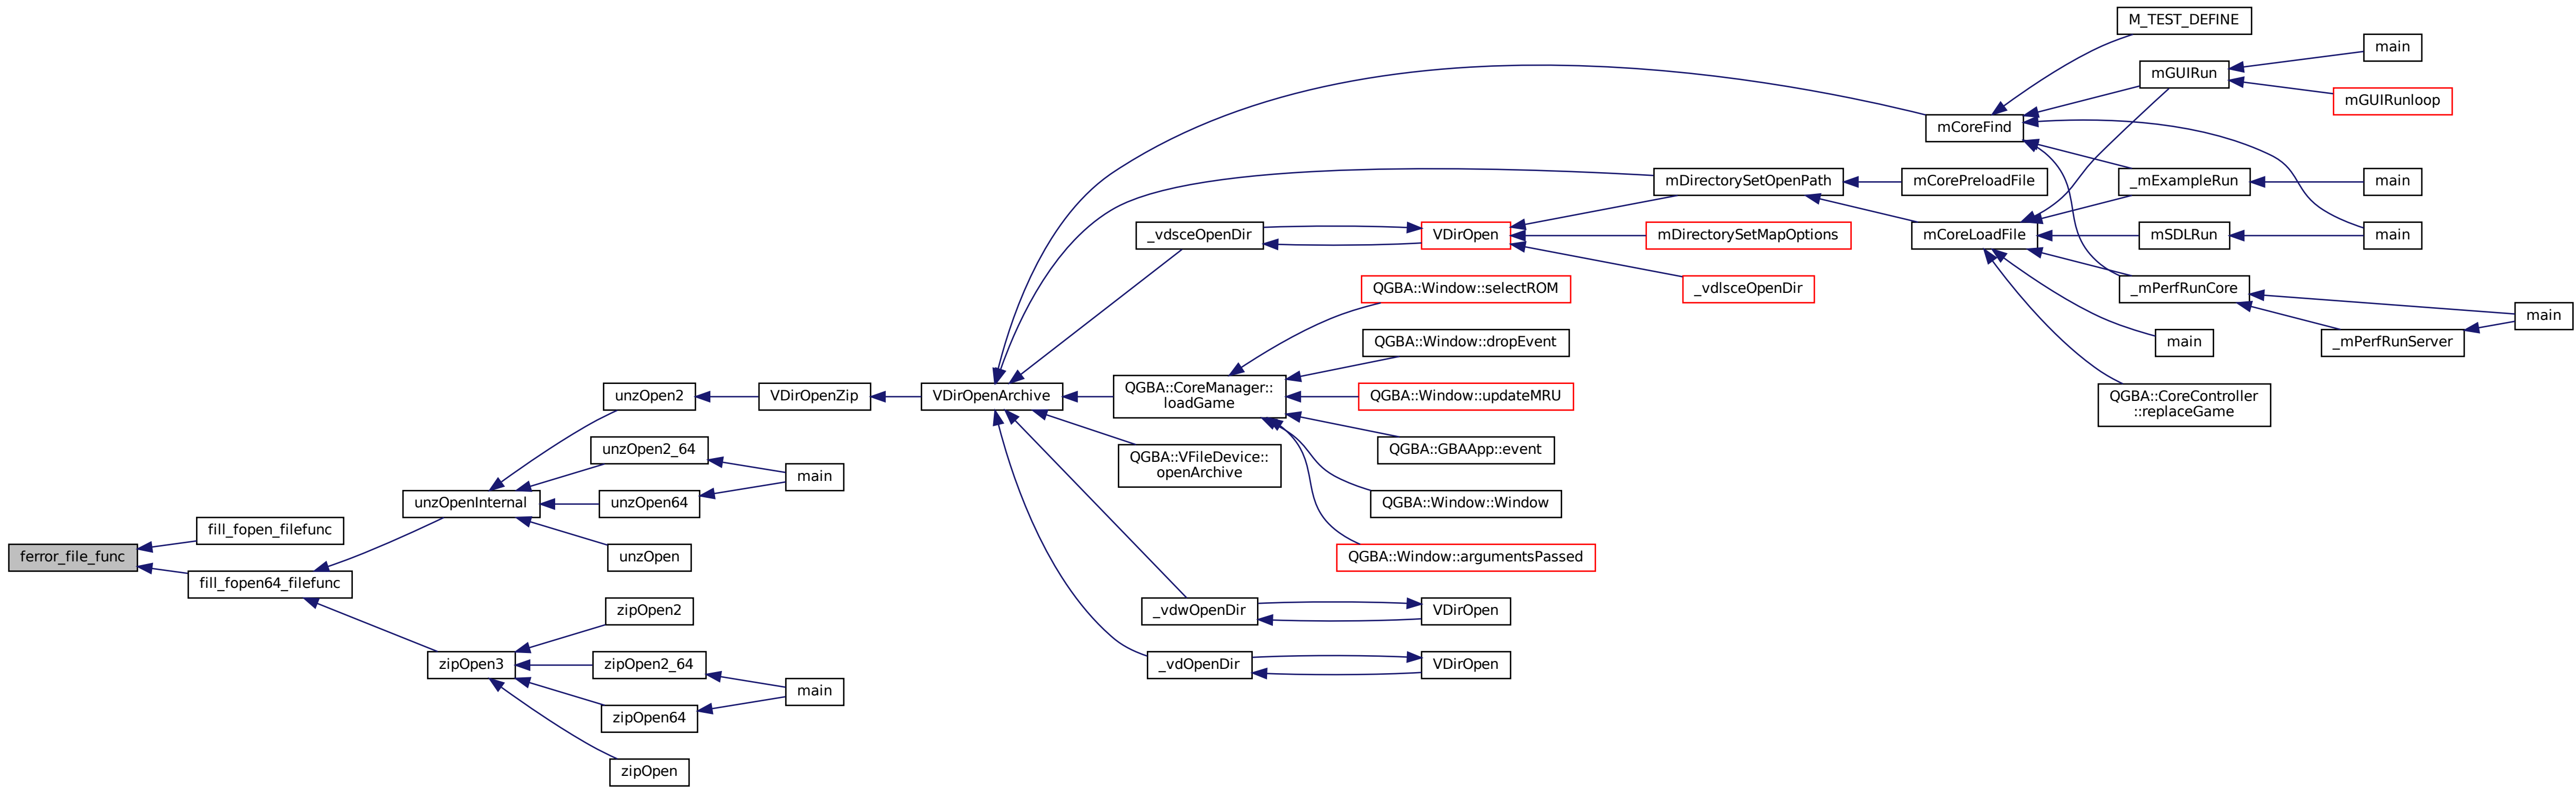 ferror_file_func
fill_fopen_filefunc
fill_fopen64_filefunc
unzOpenInternal
zipOpen3
unzOpen2
unzOpen2_64
unzOpen64
unzOpen
zipOpen2
zipOpen2_64
zipOpen64
zipOpen
VDirOpenZip
main
main
VDirOpenArchive
_vdsceOpenDir
QGBA::CoreManager::
loadGame
QGBA::VFileDevice::
openArchive
_vdwOpenDir
_vdOpenDir
VDirOpen
QGBA::Window::selectROM
QGBA::Window::dropEvent
QGBA::Window::updateMRU
QGBA::GBAApp::event
QGBA::Window::Window
QGBA::Window::argumentsPassed
VDirOpen
VDirOpen
mDirectorySetOpenPath
mDirectorySetMapOptions
_vdlsceOpenDir
mCoreFind
mCorePreloadFile
mCoreLoadFile
M_TEST_DEFINE
mGUIRun
_mExampleRun
mSDLRun
_mPerfRunCore
main
QGBA::CoreController
::replaceGame
main
mGUIRunloop
main
main
_mPerfRunServer
main